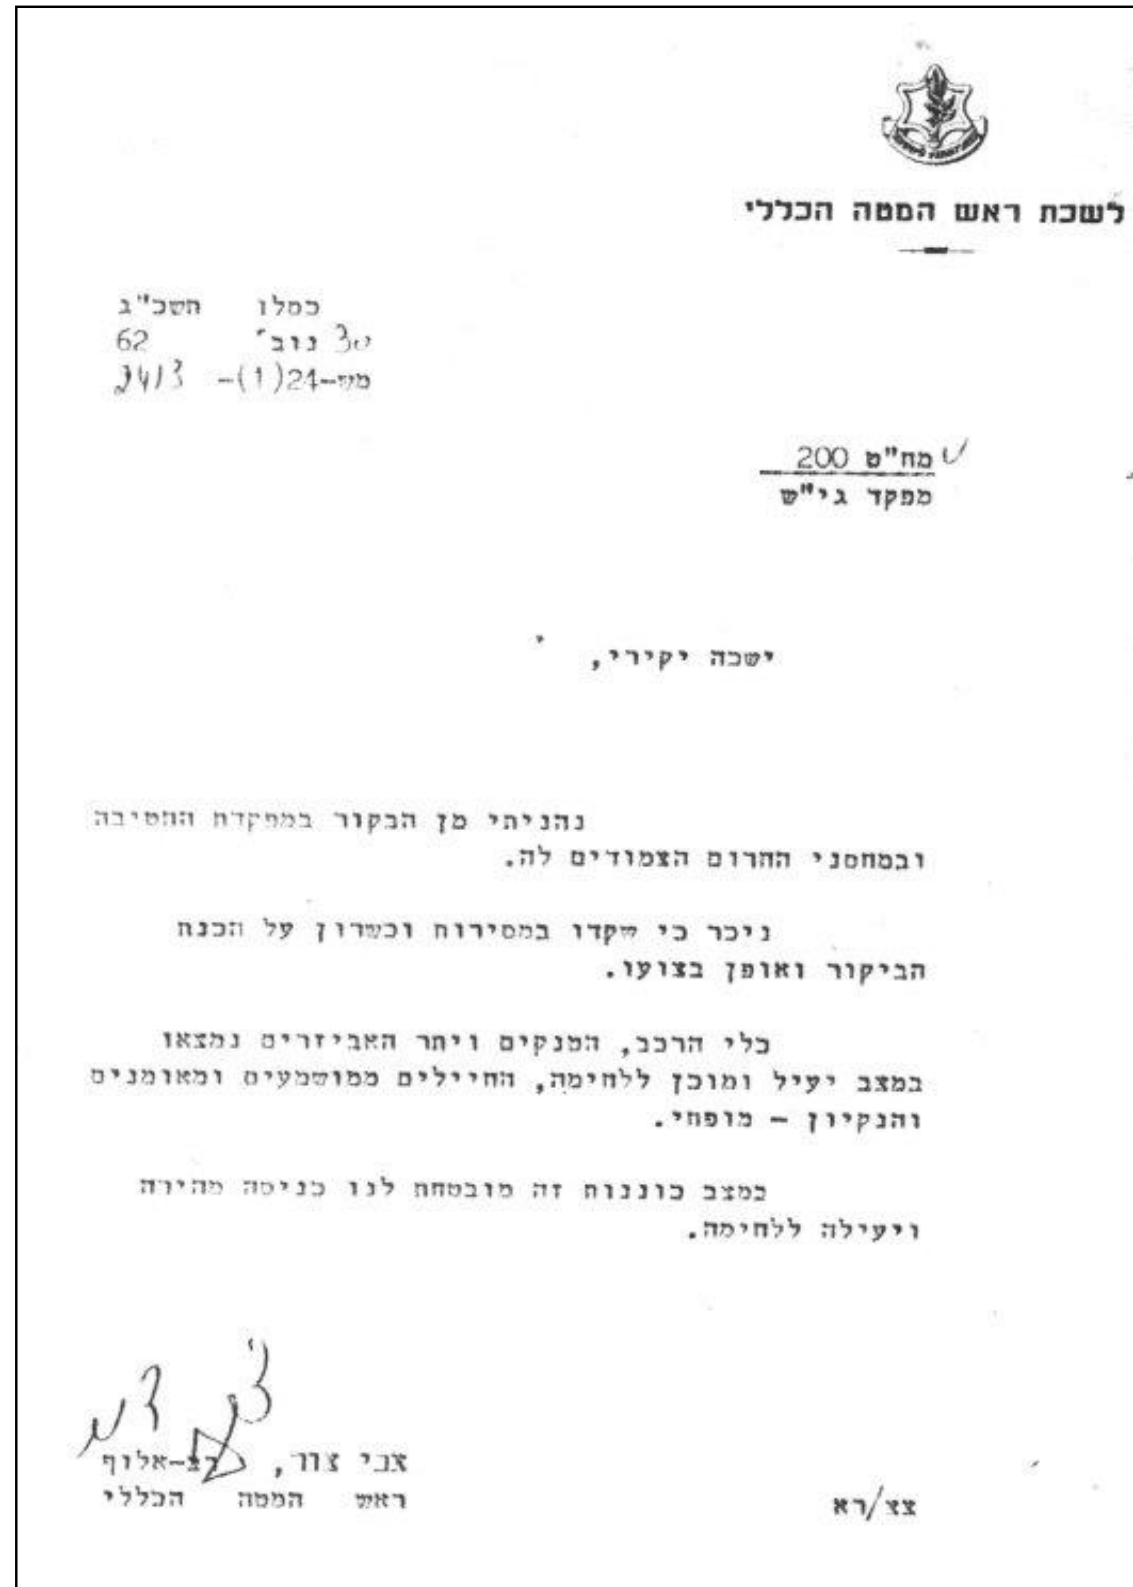 לשכת ראש המטה הכללי
כסלו תשכ"ג
30 נוב' 62
מש-24(1)- 2413
מח"ט 200
מפקד גי"ש
ישכה יקירי,
נהניתי מן הבקור במפקדת החטיבה
ובמחסני החרום הצמודים לה.
ניכר כי שקדו במסירות וכשרון על הכנת
הביקור ואופן בצועו.
כלי הרכב, הטנקים ויתר האביזרים נמצאו
במצב יעיל ומוכן ללחימה, החיילים ממושמעים ומאומנים
והנקיון - מופתי.
במצב כוננות זה מובטחת לנו כניסה מהירה
ויעילה ללחימה.
צבי צור, רב-אלוף
ראש המטה הכללי
צצ/רא